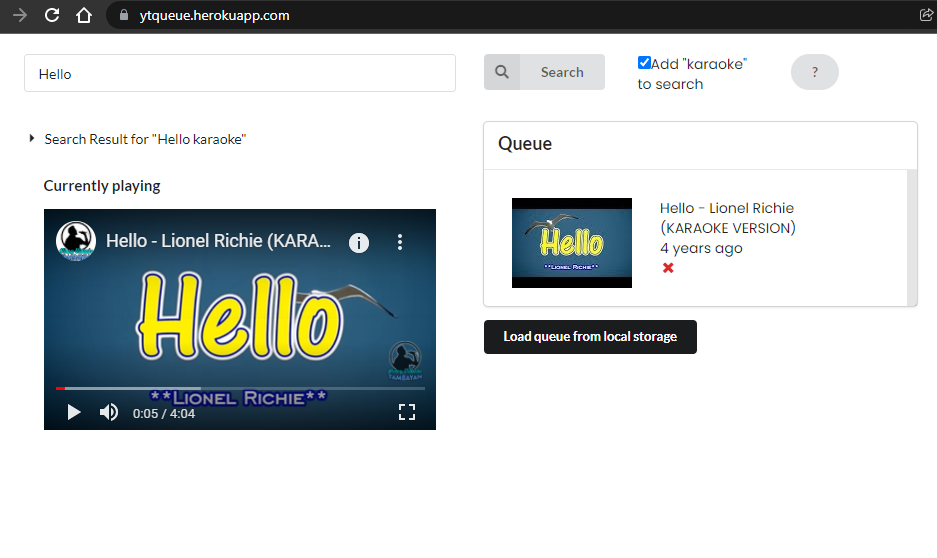 ytqueue.herokuapp.com
Hello
Search
Add "karaoke"
to search
?
Search Result for "Hello karaoke"
Currently playing
Hello - Lionel Richie (KARA...
Hello
**Lionel Richie**
0:05 / 4:04
Queue
Hello
**Lionel Richie**
Hello - Lionel Richie
(KARAOKE VERSION)
4 years ago
Load queue from local storage